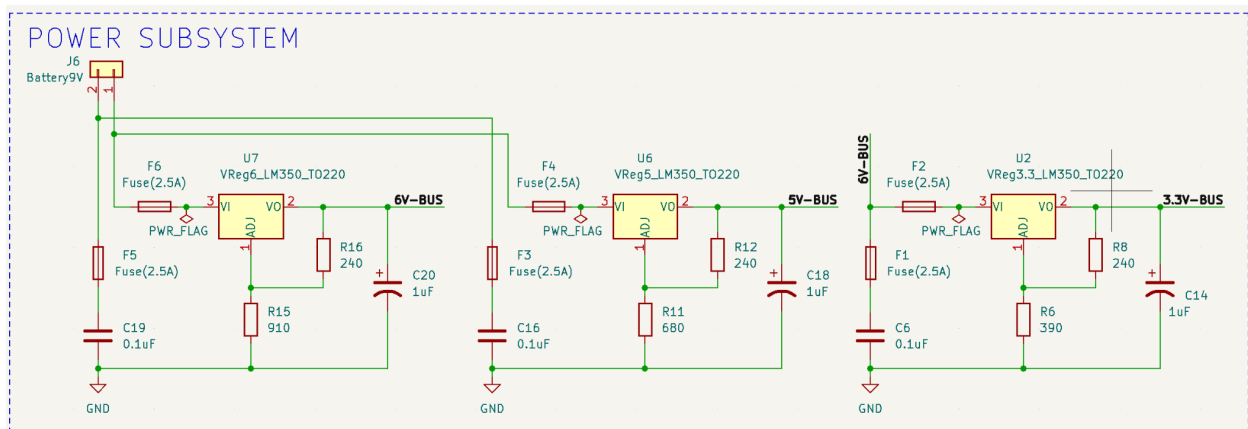 POWER SUBSYSTEM
J6
Battery9V
2
1
F6
Fuse(2.5A)
PWR_FLAG
U7
VReg6_LM350_TO220
3
VI
VO
2
ADJ
1
6V-BUS
R16
240
F5
Fuse(2.5A)
C20
1uF
R15
910
C19
0.1uF
GND
F4
Fuse(2.5A)
PWR_FLAG
U6
VReg5_LM350_TO220
3
VI
VO
2
ADJ
1
5V-BUS
R12
240
F3
Fuse(2.5A)
C18
1uF
R11
680
C16
0.1uF
GND
6V-BUS
F2
Fuse(2.5A)
PWR_FLAG
U2
VReg3.3_LM350_TO220
3
VI
VO
2
ADJ
1
3.3V-BUS
R8
240
F1
Fuse(2.5A)
C14
1uF
R6
390
C6
0.1uF
GND